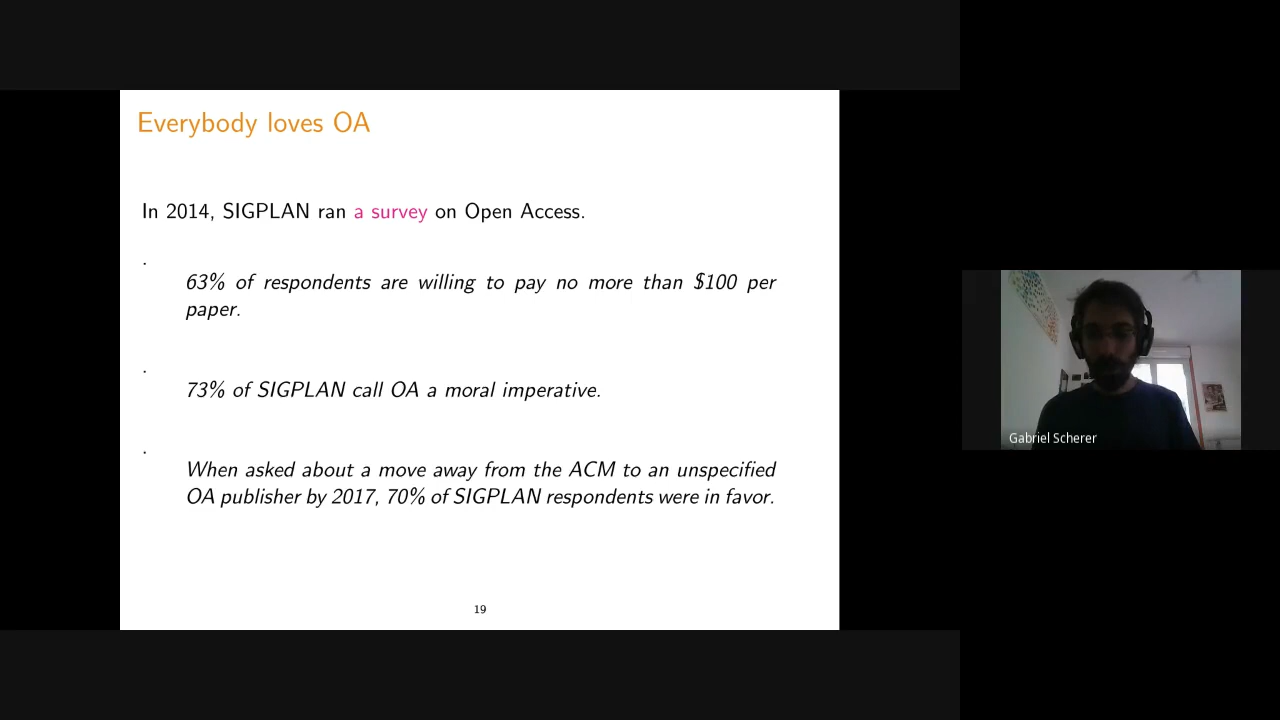 Everybody loves OA
In 2014, SIGPLAN ran a survey on Open Access.
63% of respondents are willing to pay no more than $100 per
paper.
73% of SIGPLAN call OA a moral imperative.
When asked about a move away from the ACM to an unspecified
OA publisher by 2017, 70% of SIGPLAN respondents were in favor.
19
Gabriel Scherer